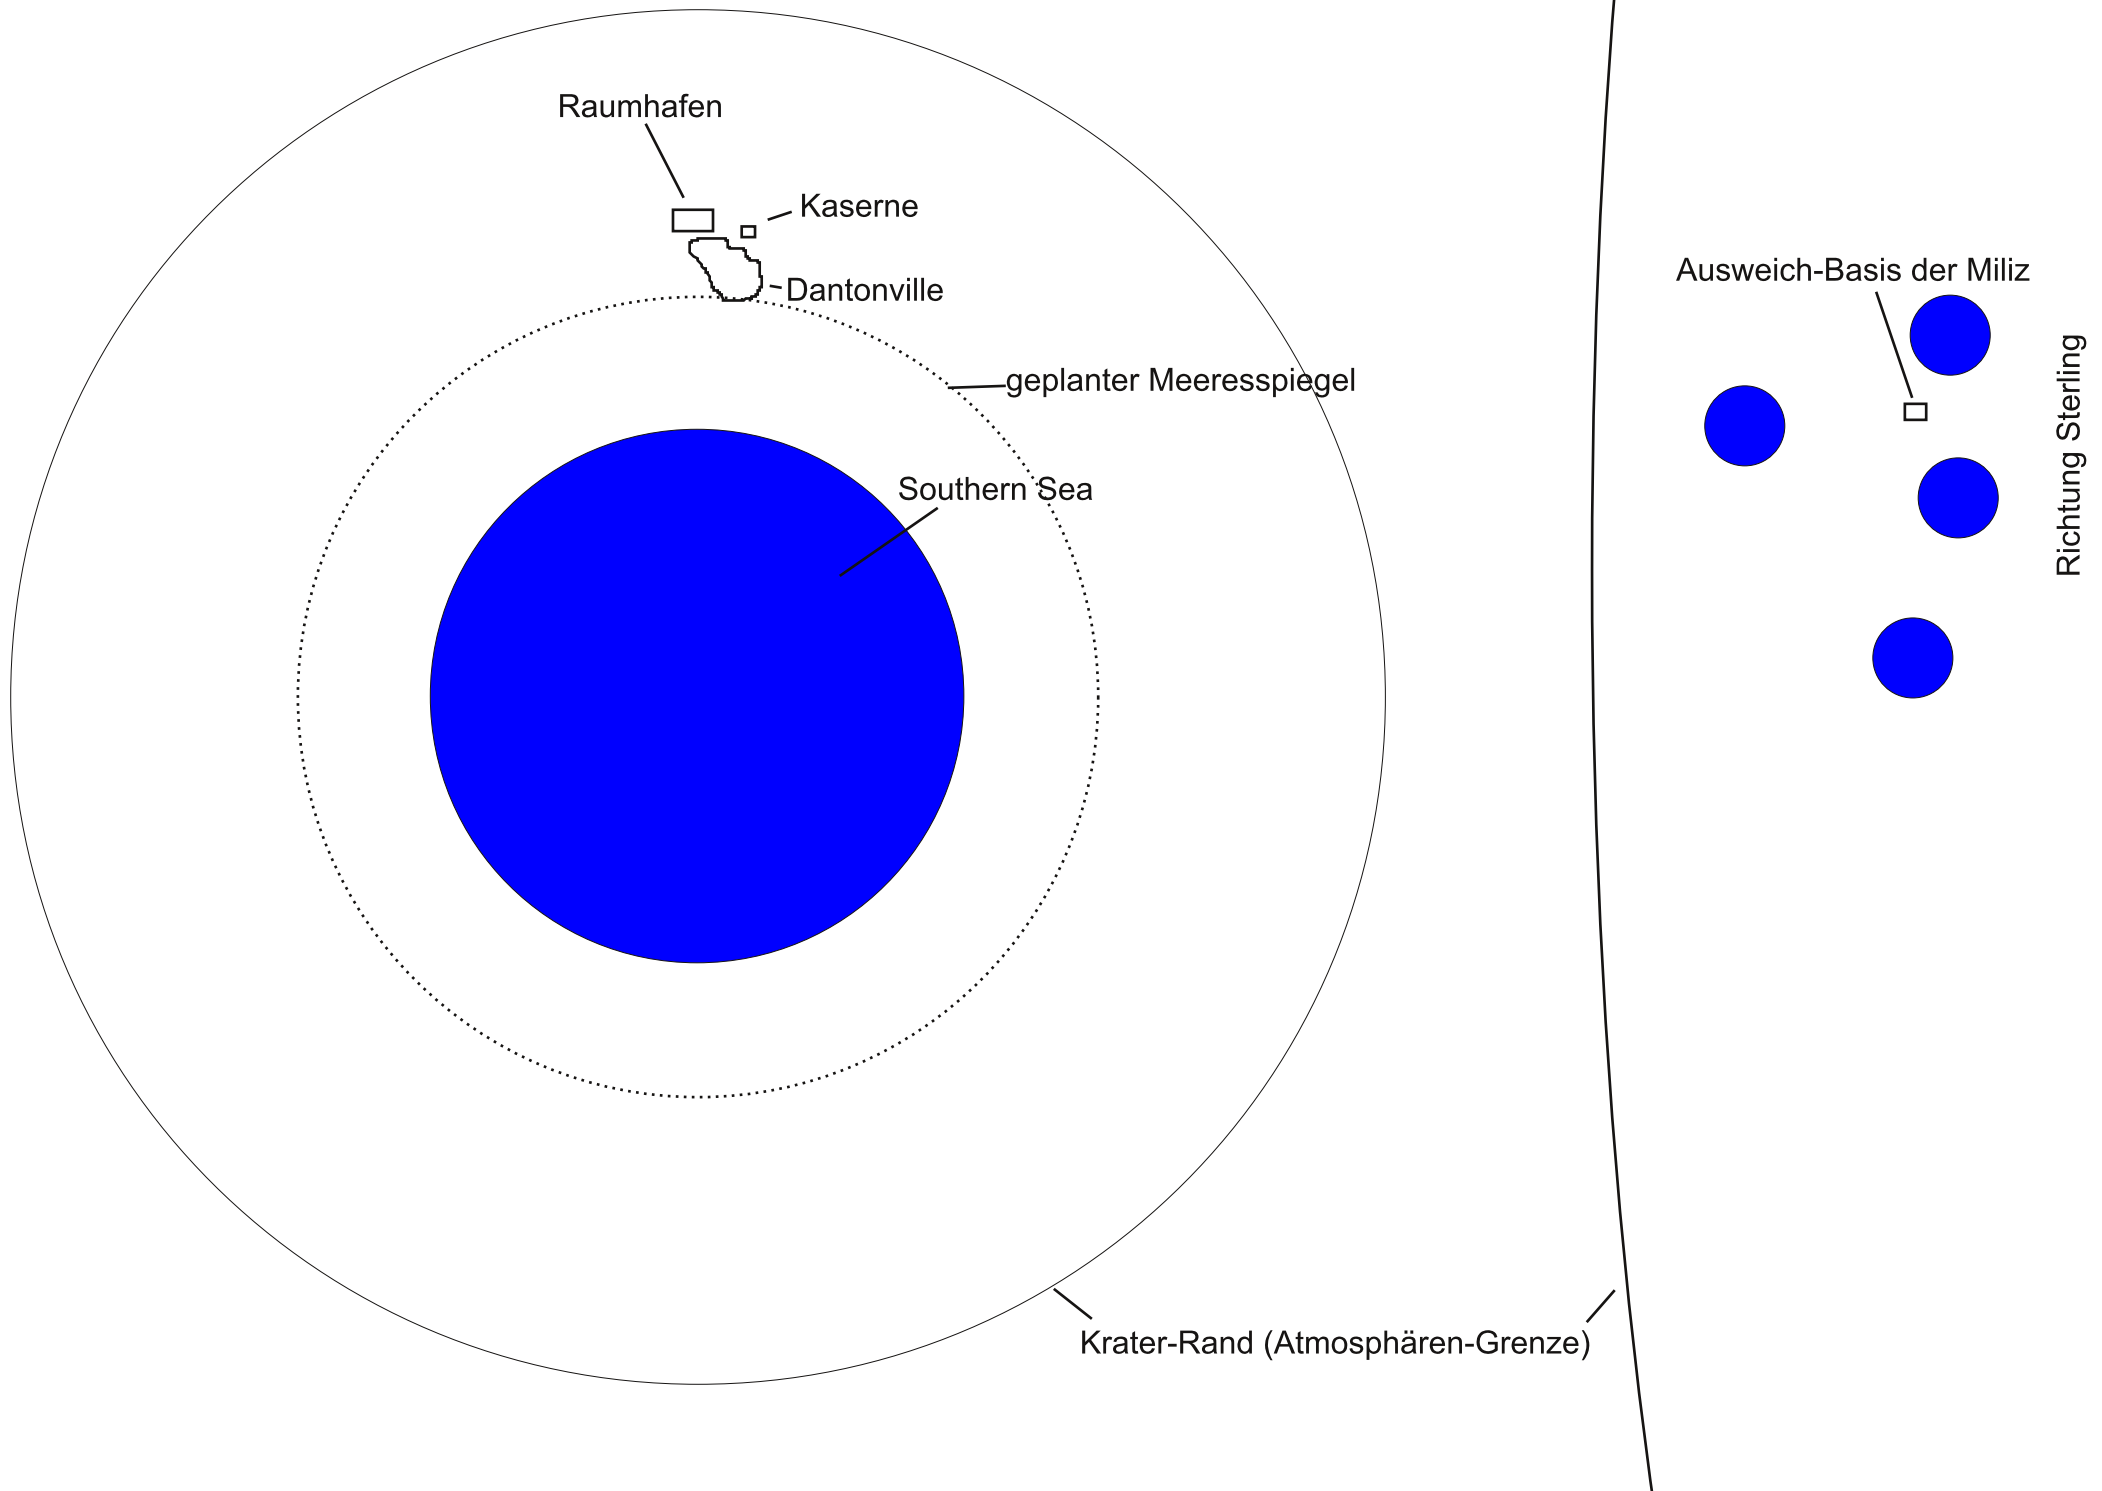 Raumhafen
Kaserne
Ausweich-Basis der Miliz
Dantonville
geplanter Meeresspiegel
Richtung Sterling
Southern Sea
Krater-Rand (Atmosphären-Grenze)